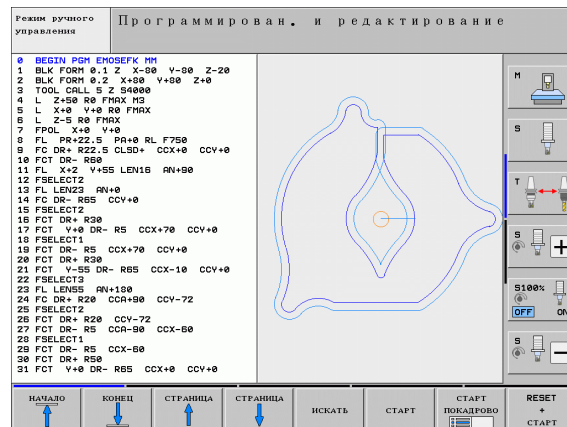 Режим ручного
управления
Программирован. и редактирование
0 BEGIN PGM EMOSEFK MM
1 BLK FORM 0.1 Z X-80 Y-80 Z-20
2 BLK FORM 0.2 X+80 Y+80 Z+0
3 TOOL CALL 5 Z S4000
4 L Z+50 R0 FMAX M3
5 L X+0 Y+0 R0 FMAX
6 L Z-5 R0 FMAX
7 FPOL X+0 Y+0
8 FL PR+22.5 PA+0 RL F750
9 FC DR+ R22.5 CLSD+ CCX+0 CCY+0
10 FCT DR- R60
11 FL X+2 Y+55 LEN16 AN+90
12 FSELECT2
13 FL LEN23 AN+0
14 FC DR- R65 CCY+0
15 FSELECT2
16 FCT DR+ R30
17 FCT Y+0 DR- R5 CCX+70 CCY+0
18 FSELECT1
19 FCT DR- R5 CCX+70 CCY+0
20 FCT DR+ R30
21 FCT Y-55 DR- R65 CCX-10 CCY+0
22 FSELECT3
23 FL LEN55 AN+180
24 FC DR+ R20 CCA+90 CCY-72
25 FSELECT2
26 FCT DR+ R20 CCY-72
27 FCT DR- R5 CCA-90 CCX-60
28 FSELECT1
29 FCT DR- R5 CCX-60
30 FCT DR+ R50
31 FCT Y+0 DR- R65 CCX+0 CCY+0
M
S
T
S
+
S100%
OFF ON
S
—
НАЧАЛО
КОНЕЦ
СТРАНИЦА
СТРАНИЦА
ИСКАТЬ
СТАРТ
СТАРТ
ПОКАДРОВО
RESET
+
СТАРТ